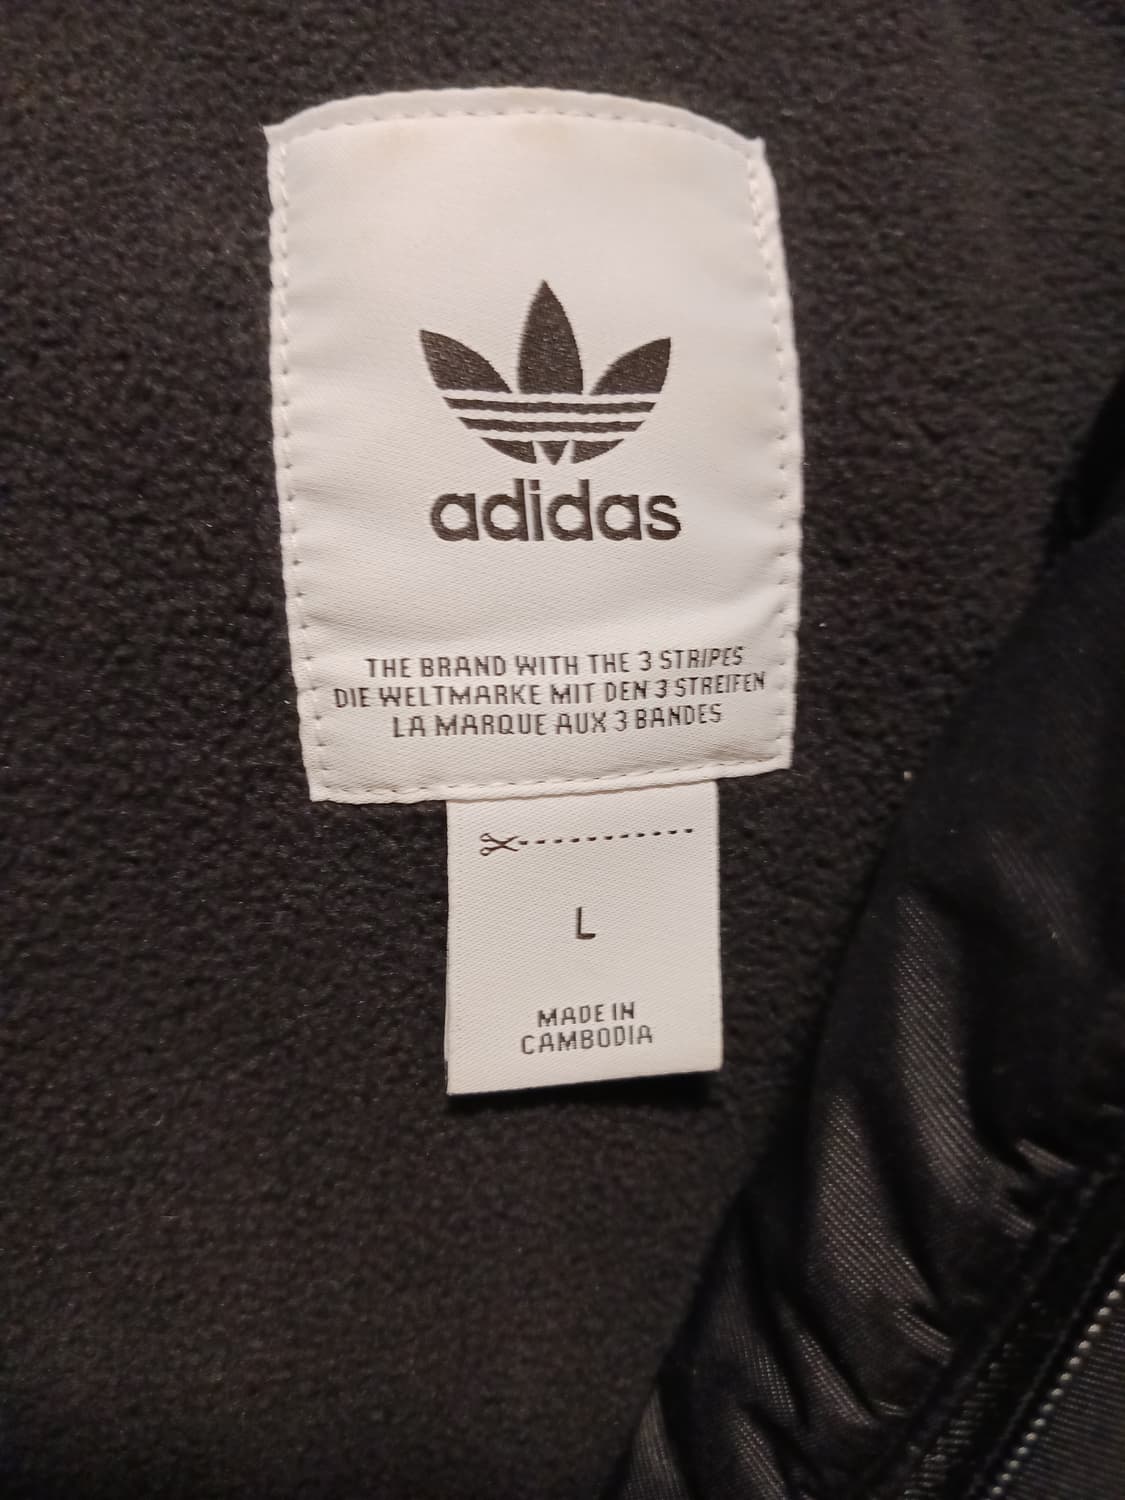 adidas
THE BRAND WITH THE 3 STRIPES
DIE WELTMARKE MIT DEN 3 STREIFEN
LA MARQUE AUX 3 BANDES
L
MADE IN
CAMBODIA